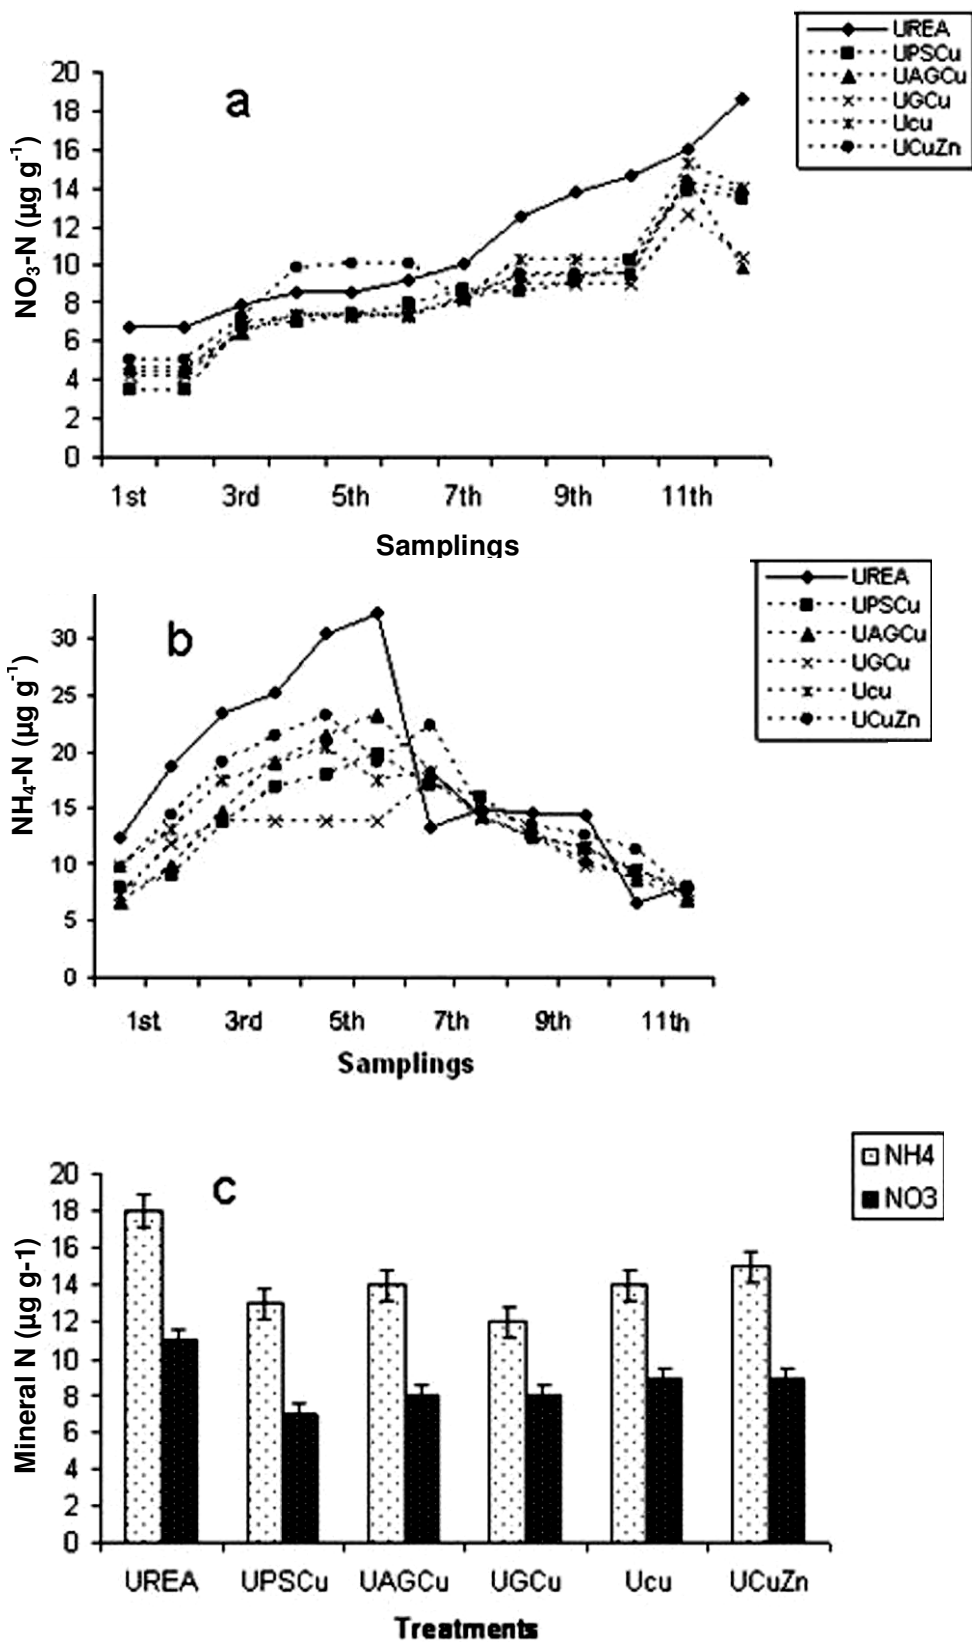 UREA
UPSCu
UAGCu
UGCu
Ucu
UCuZn
a
NO3-N (µg g-1)
20
18
16
14
12
10
8
6
4
2
0
1st 3rd 5th 7th 9th 11th
Samplings
UREA
UPSCu
UAGCu
UGCu
Ucu
UCuZn
b
NH4-N (µg g-1)
30
25
20
15
10
5
0
1st 3rd 5th 7th 9th 11th
Samplings
NH4
NO3
c
Mineral N (µg g-1)
20
18
16
14
12
10
8
6
4
2
0
UREA UPSCu UAGCu UGCu Ucu UCuZn
Treatments